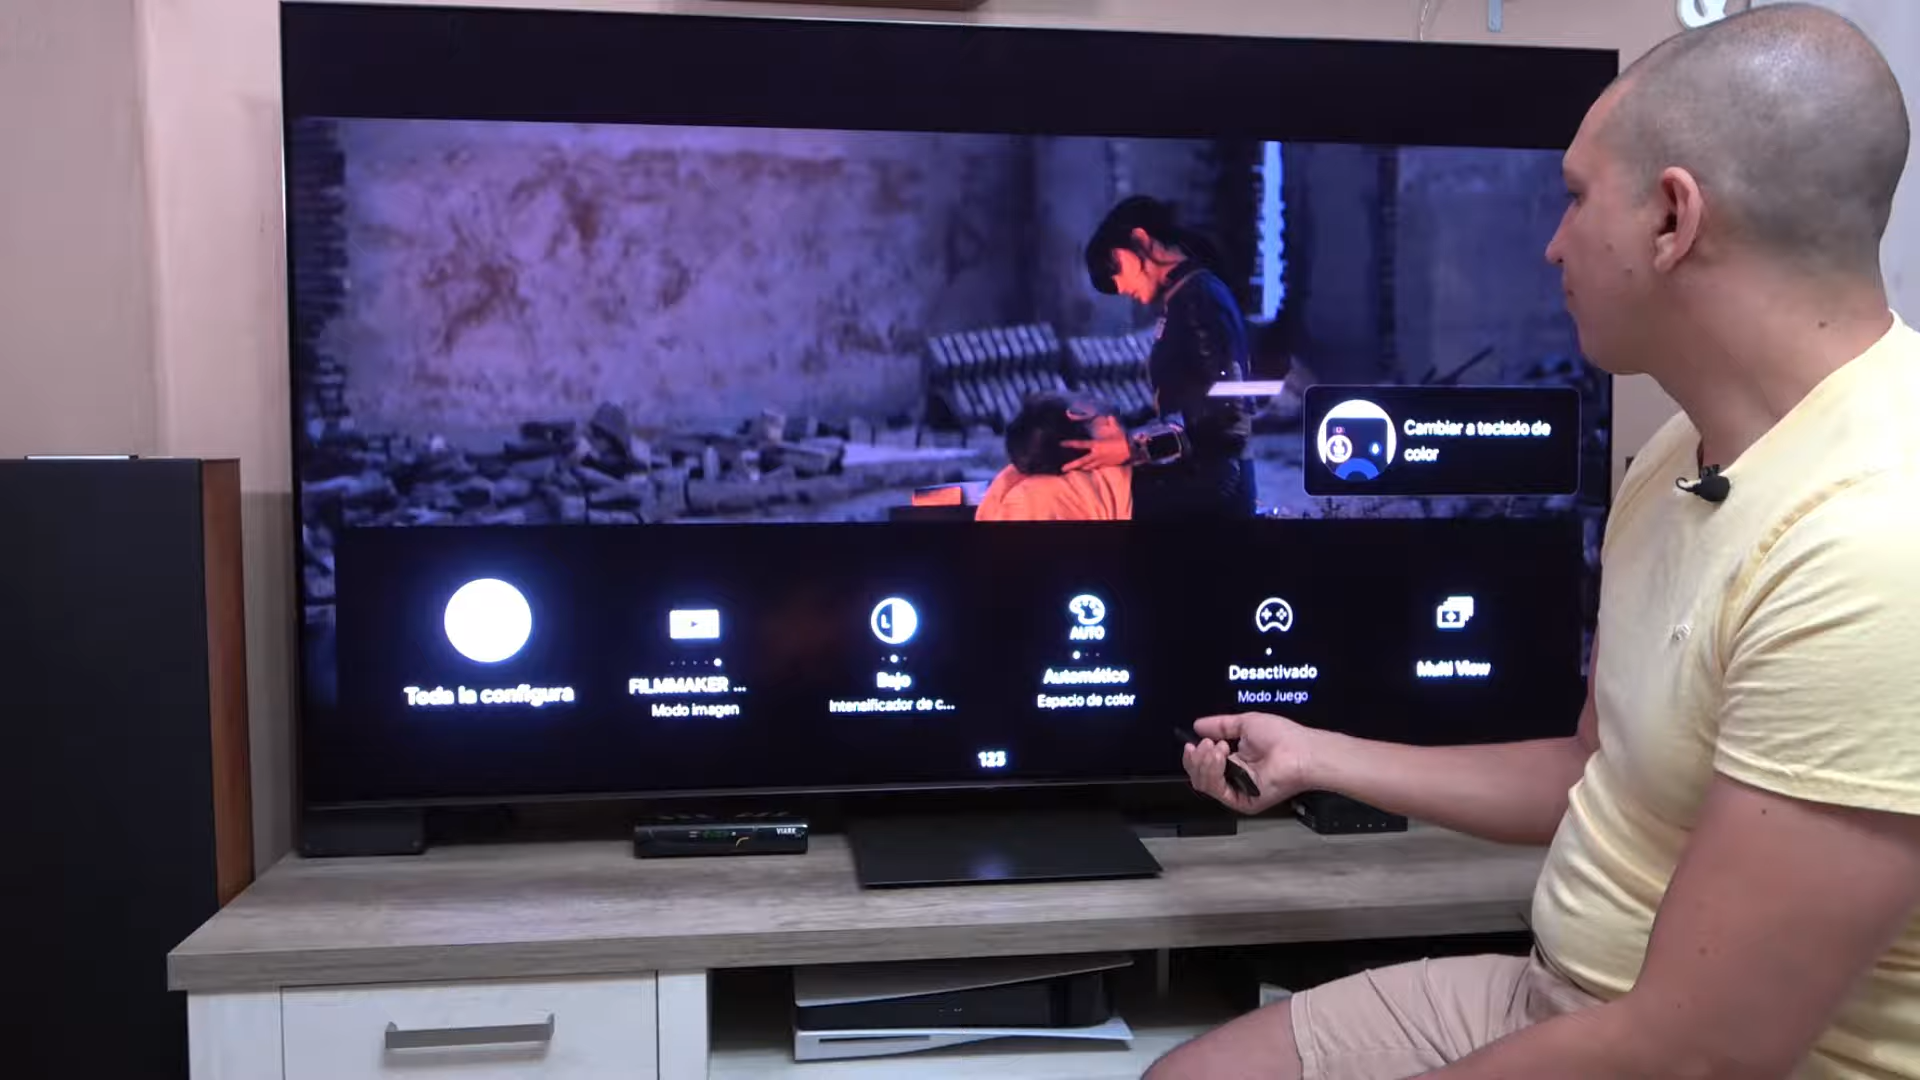 Cambiar a teclado de
color
Toda la configura
FILMMAKER ...
Modo imagen
Bajo
Intensificador de c...
AUTO
Automático
Espacio de color
Desactivado
Modo Juego
Multi View
123
VIARK